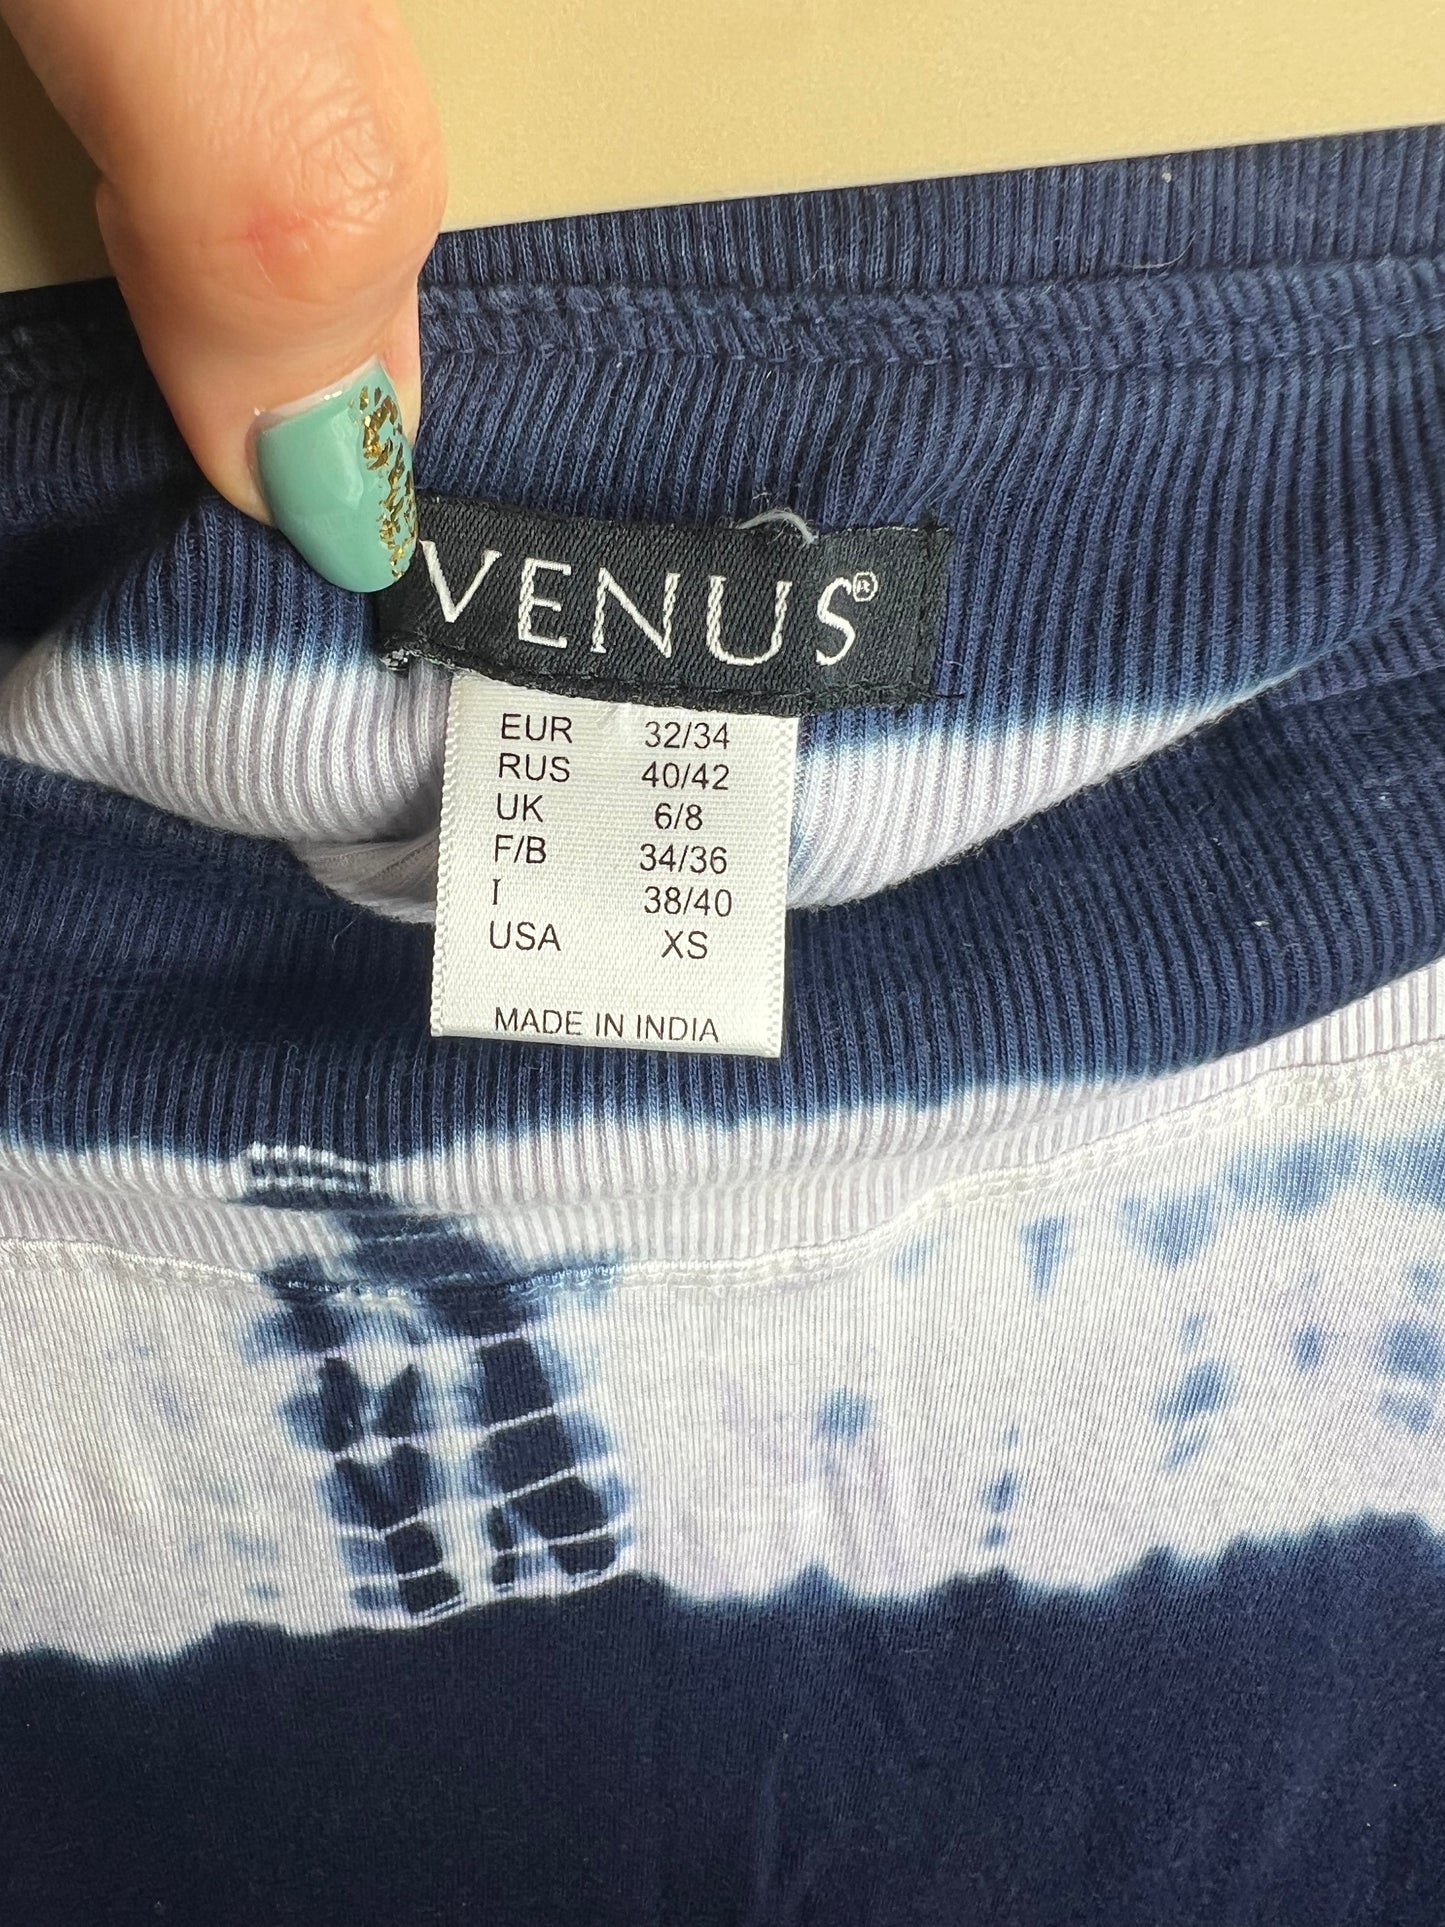 VENUS®
EUR 32/34
RUS 40/42
UK 6/8
F/B 34/36
I 38/40
USA XS
MADE IN INDIA